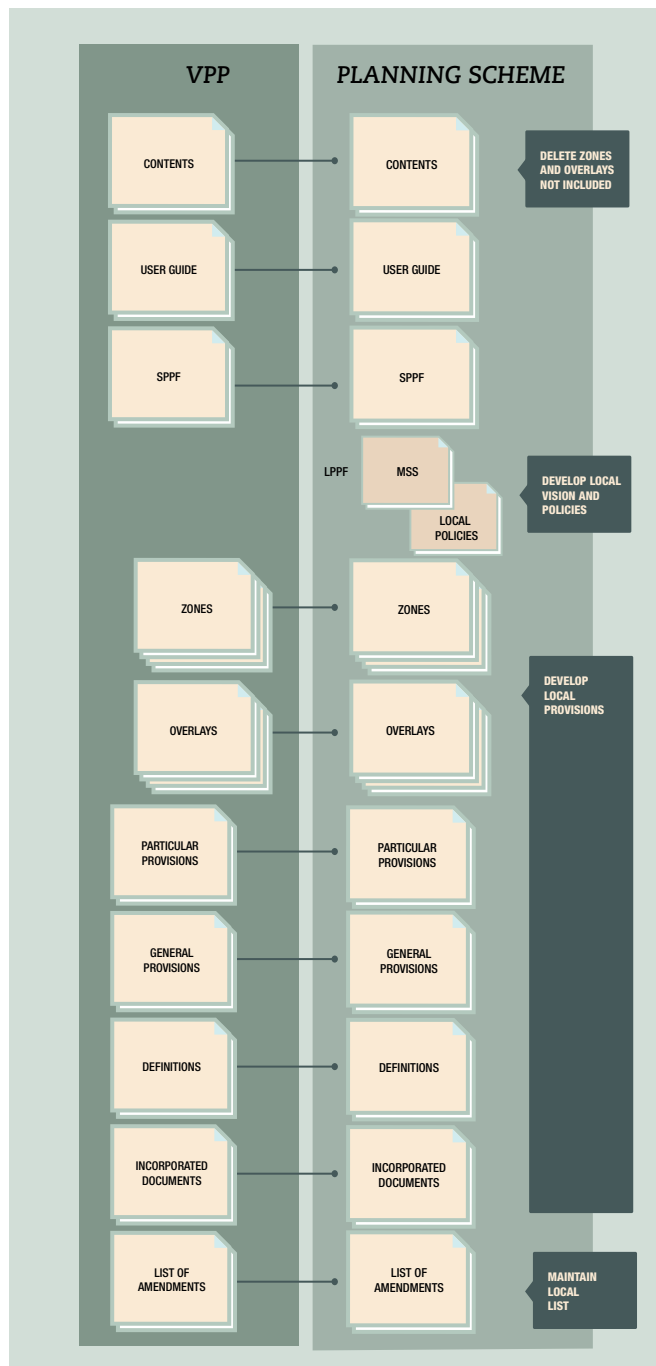 VPP
PLANNING SCHEME
CONTENTS
CONTENTS
DELETE ZONES
AND OVERLAYS
NOT INCLUDED
USER GUIDE
USER GUIDE
SPPF
SPPF
LPPF
MSS
LOCAL
POLICIES
DEVELOP LOCAL
VISION AND
POLICIES
ZONES
ZONES
OVERLAYS
OVERLAYS
DEVELOP
LOCAL
PROVISIONS
PARTICULAR
PROVISIONS
PARTICULAR
PROVISIONS
GENERAL
PROVISIONS
GENERAL
PROVISIONS
DEFINITIONS
DEFINITIONS
INCORPORATED
DOCUMENTS
INCORPORATED
DOCUMENTS
LIST OF
AMENDMENTS
LIST OF
AMENDMENTS
MAINTAIN
LOCAL
LIST